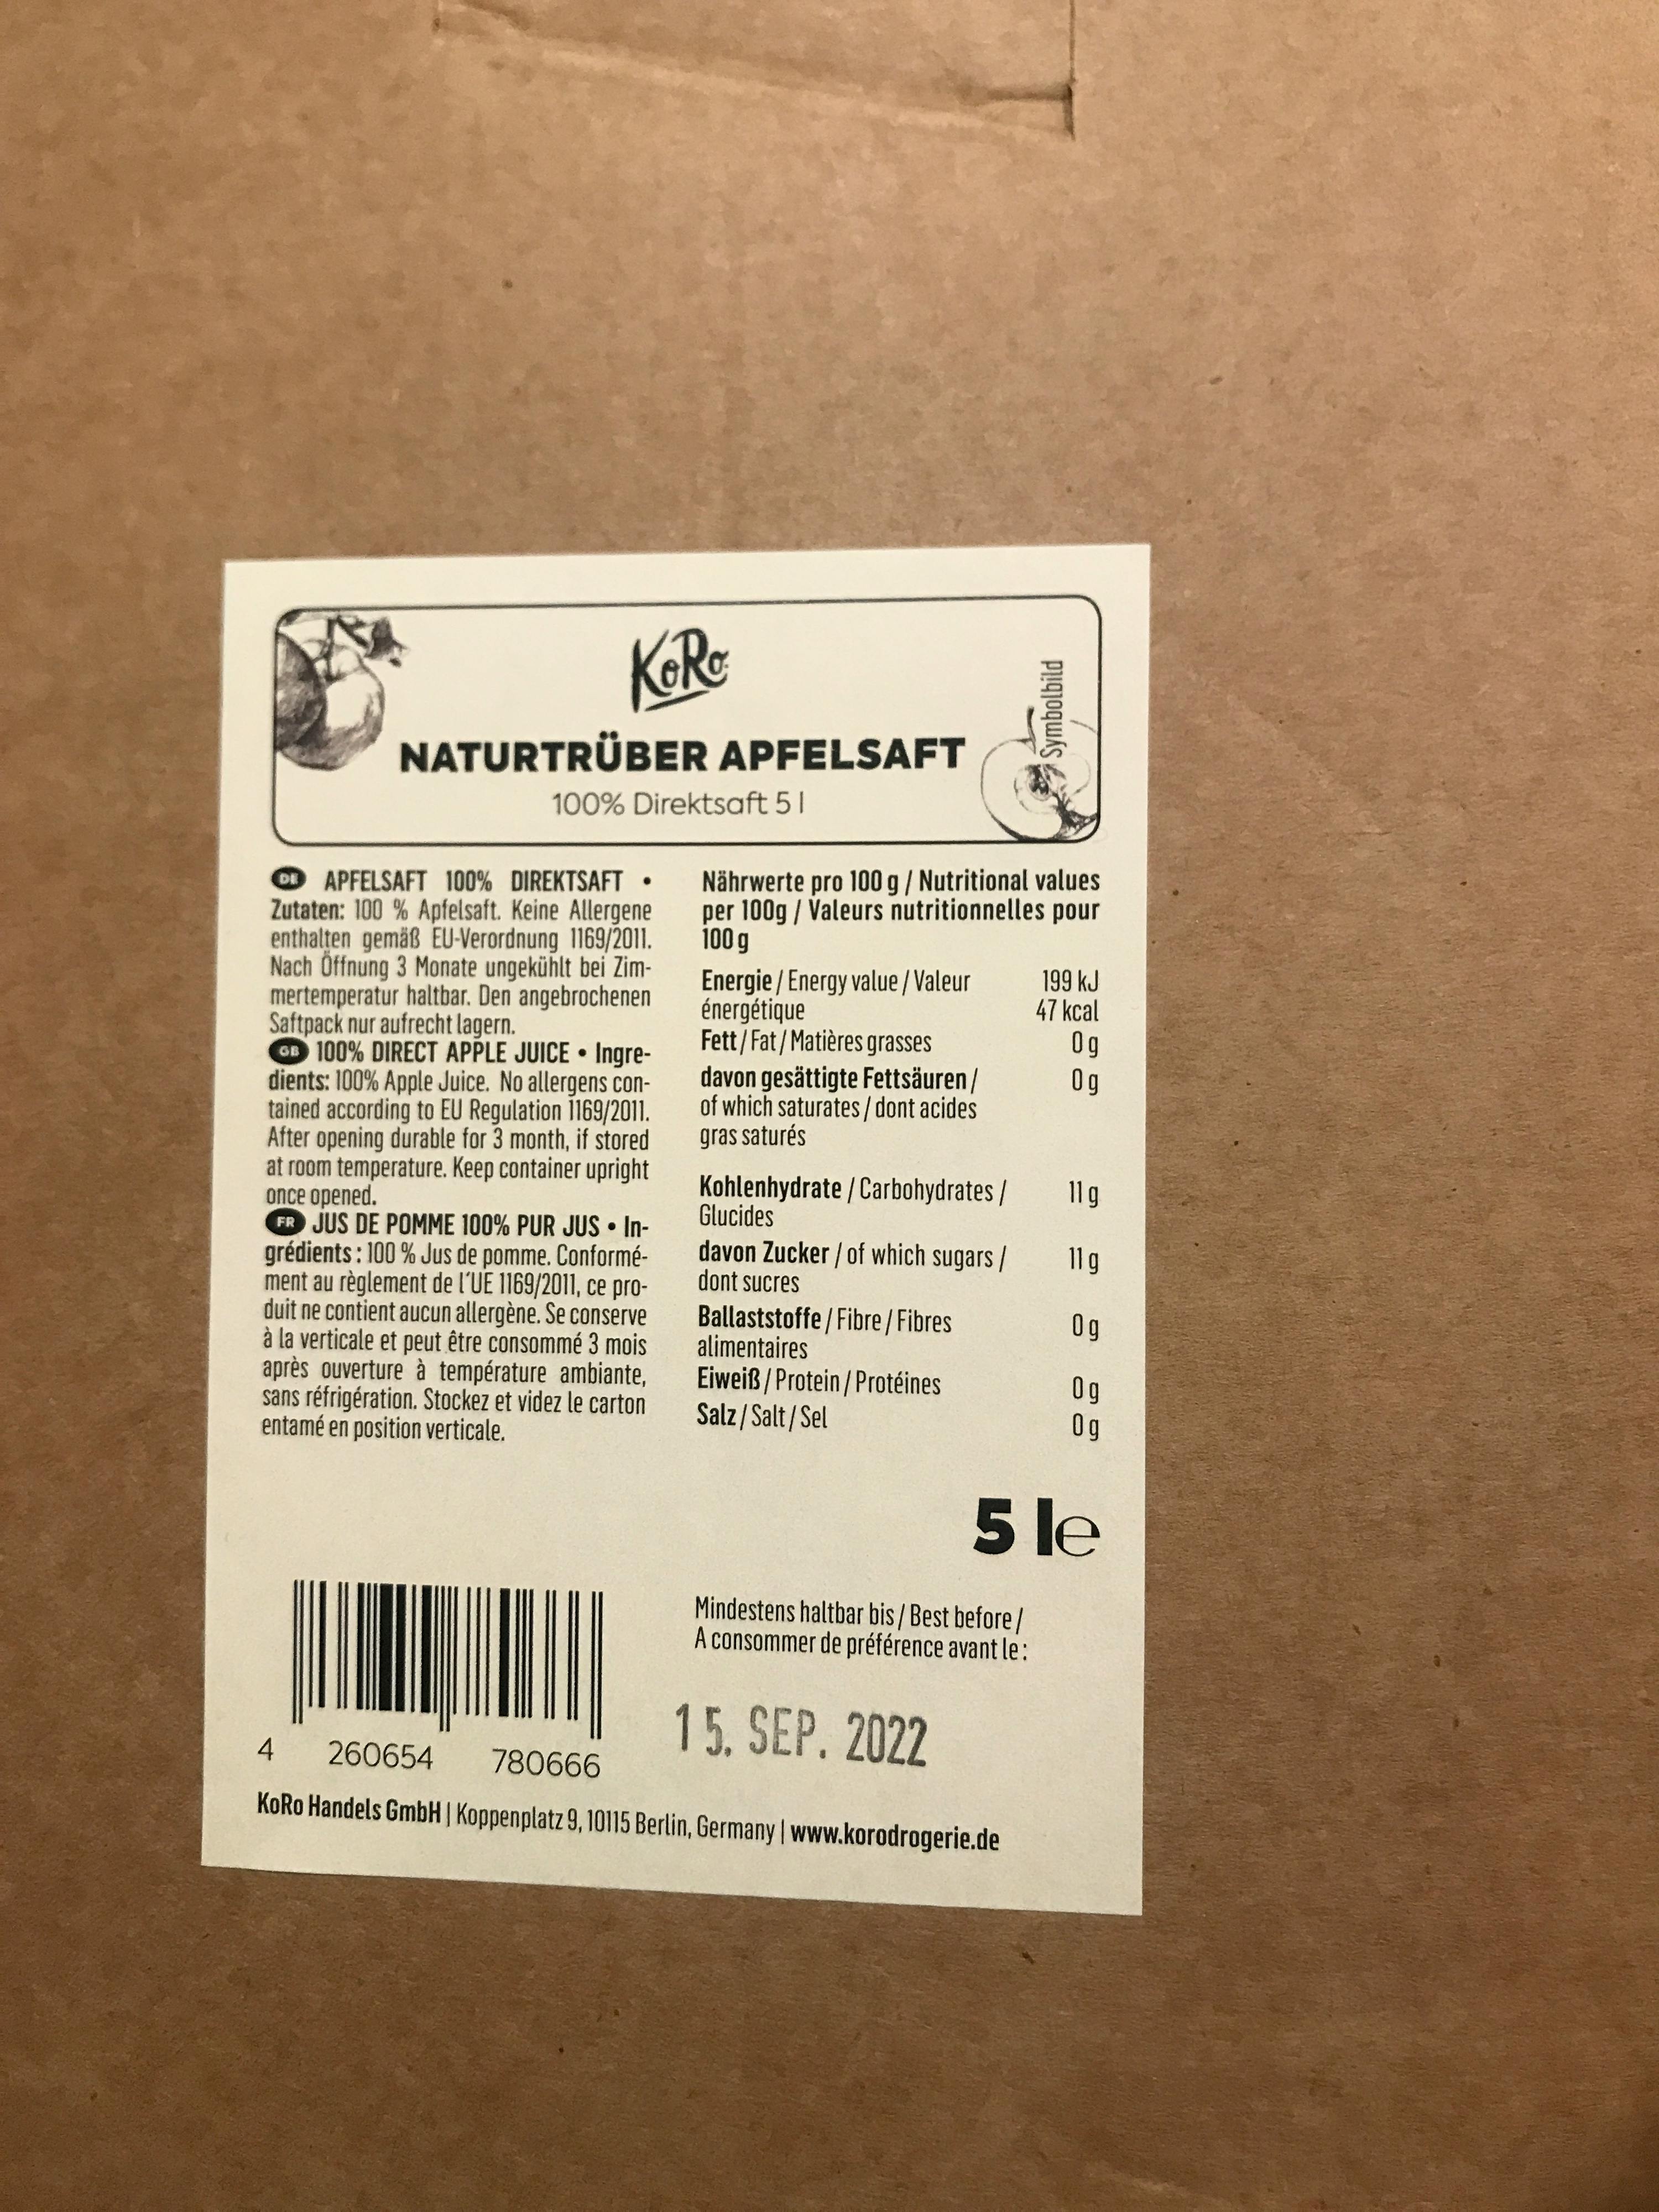 KoRo
NATURTRÜBER APFELSAFT
100% Direktsaft 5 l
Symbolbild
DE APFELSAFT 100% DIREKTSAFT •
Zutaten: 100 % Apfelsaft. Keine Allergene
enthalten gemäß EU-Verordnung 1169/2011.
Nach Öffnung 3 Monate ungekühlt bei Zim-
mertemperatur haltbar. Den angebrochenen
Saftpack nur aufrecht lagern.
GB 100% DIRECT APPLE JUICE • Ingre-
dients: 100% Apple Juice. No allergens con-
tained according to EU Regulation 1169/2011.
After opening durable for 3 month, if stored
at room temperature. Keep container upright
once opened.
FR JUS DE POMME 100% PUR JUS • In-
grédients : 100 % Jus de pomme. Conformé-
ment au règlement de l'UE 1169/2011, ce pro-
duit ne contient aucun allergène. Se conserve
à la verticale et peut être consommé 3 mois
après ouverture à température ambiante,
sans réfrigération. Stockez et videz le carton
entamé en position verticale.
Nährwerte pro 100 g / Nutritional values
per 100g / Valeurs nutritionnelles pour
100 g
Energie / Energy value / Valeur 199 kJ
énergétique 47 kcal
Fett / Fat / Matières grasses 0 g
davon gesättigte Fettsäuren / 0 g
of which saturates / dont acides
gras saturés
Kohlenhydrate / Carbohydrates / 11 g
Glucides
davon Zucker / of which sugars / 11 g
dont sucres
Ballaststoffe / Fibre / Fibres 0 g
alimentaires
Eiweiß / Protein / Protéines 0 g
Salz / Salt / Sel 0 g
5 l e
Mindestens haltbar bis / Best before /
A consommer de préférence avant le :
15. SEP. 2022
4 260654 780666
KoRo Handels GmbH | Koppenplatz 9, 10115 Berlin, Germany | www.korodrogerie.de